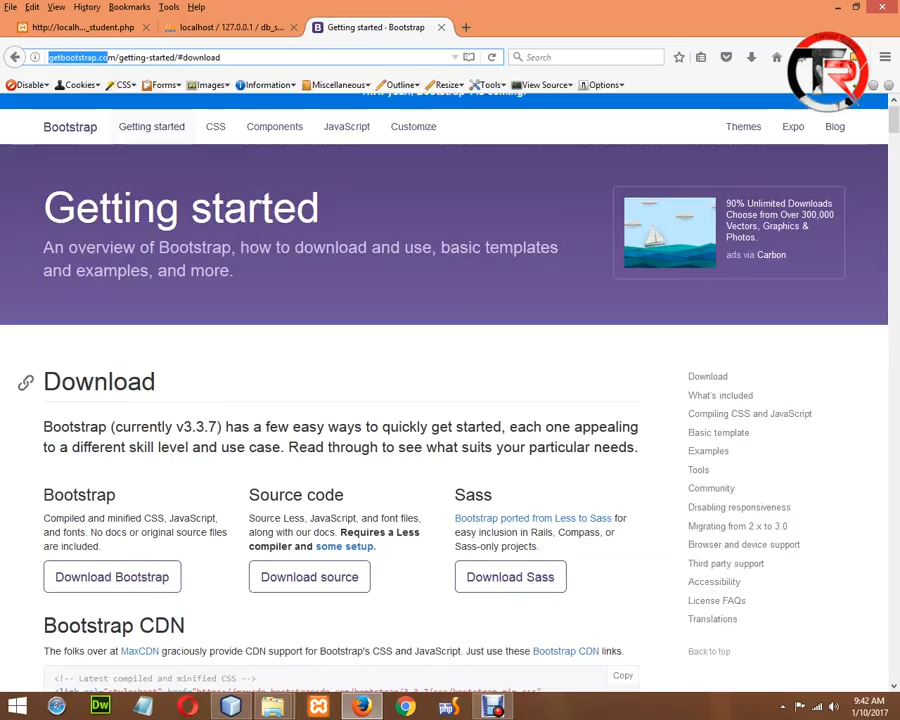 File Edit View History Bookmarks Tools Help
http://localh..._student.php
localhost / 127.0.0.1 / db_s...
Getting started · Bootstrap
getbootstrap.com/getting-started/#download
Search
Disable Cookies CSS Forms Images Information Miscellaneous Outline Resize Tools View Source Options
Bootstrap Getting started CSS Components JavaScript Customize Themes Expo Blog
Getting started
An overview of Bootstrap, how to download and use, basic templates
and examples, and more.
90% Unlimited Downloads
Choose from Over 300,000
Vectors, Graphics &
Photos.
ads via Carbon
Download
Bootstrap (currently v3.3.7) has a few easy ways to quickly get started, each one appealing
to a different skill level and use case. Read through to see what suits your particular needs.
Bootstrap
Compiled and minified CSS, JavaScript,
and fonts. No docs or original source files
are included.
Download Bootstrap
Source code
Source Less, JavaScript, and font files,
along with our docs. Requires a Less
compiler and some setup.
Download source
Sass
Bootstrap ported from Less to Sass for
easy inclusion in Rails, Compass, or
Sass-only projects.
Download Sass
Bootstrap CDN
The folks over at MaxCDN graciously provide CDN support for Bootstrap's CSS and JavaScript. Just use these Bootstrap CDN links.
<!-- Latest compiled and minified CSS -->
Copy
Download
What's included
Compiling CSS and JavaScript
Basic template
Examples
Tools
Community
Disabling responsiveness
Migrating from 2.x to 3.0
Browser and device support
Third party support
Accessibility
License FAQs
Translations
Back to top
Dw
9:42 AM
1/10/2017